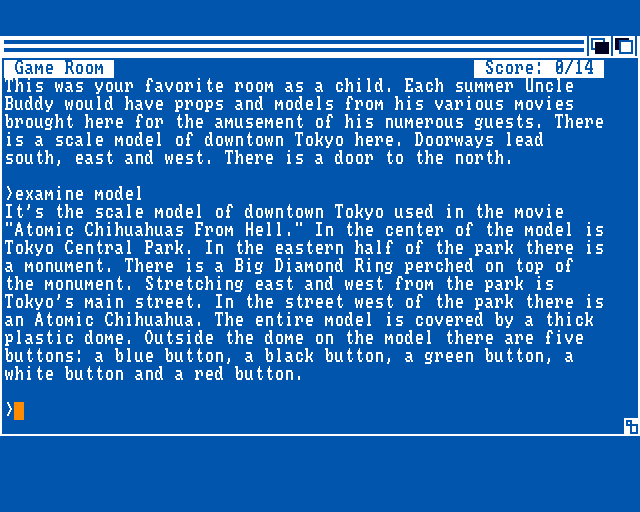 Game Room Score: 0/14
This was your favorite room as a child. Each summer Uncle
Buddy would have props and models from his various movies
brought here for the amusement of his numerous guests. There
is a scale model of downtown Tokyo here. Doorways lead
south, east and west. There is a door to the north.
>examine model
It's the scale model of downtown Tokyo used in the movie
"Atomic Chihuahuas From Hell." In the center of the model is
Tokyo Central Park. In the eastern half of the park there is
a monument. There is a Big Diamond Ring perched on top of
the monument. Stretching east and west from the park is
Tokyo's main street. In the street west of the park there is
an Atomic Chihuahua. The entire model is covered by a thick
plastic dome. Outside the dome on the model there are five
buttons: a blue button, a black button, a green button, a
white button and a red button.
>